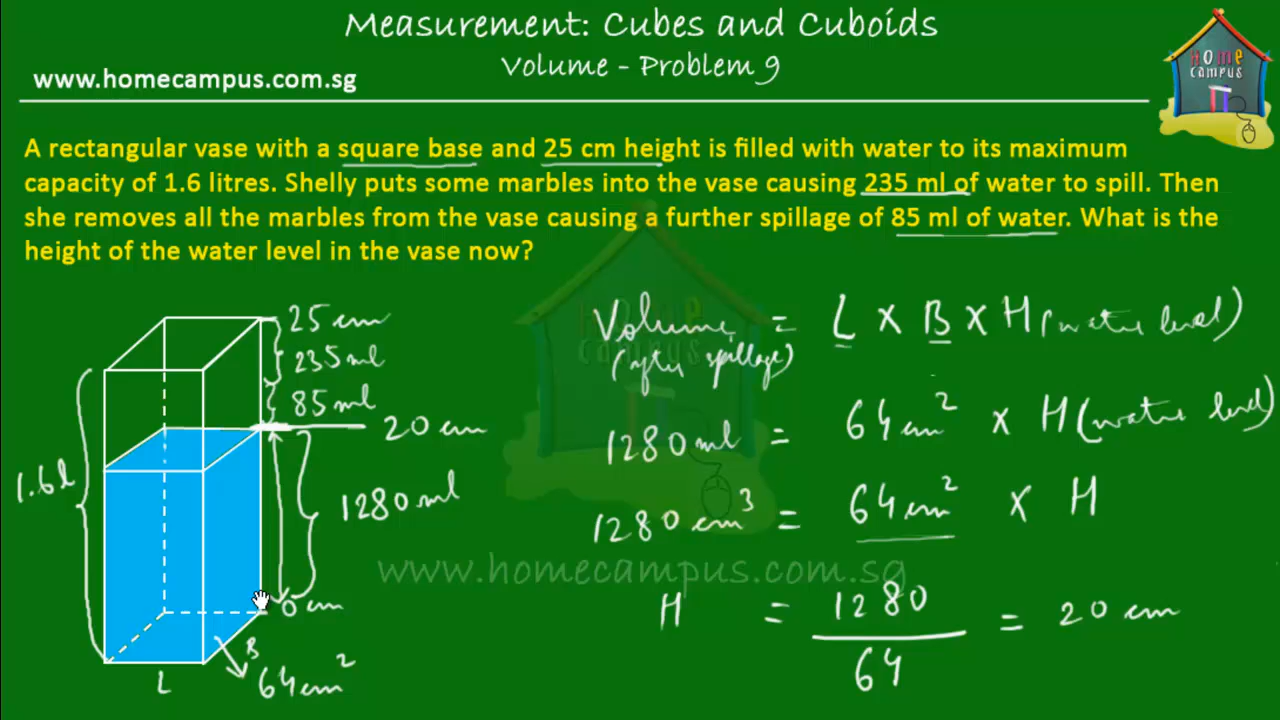 Measurement: Cubes and Cuboids
Volume - Problem 9
www.homecampus.com.sg
HOME
campus
A rectangular vase with a square base and 25 cm height is filled with water to its maximum
capacity of 1.6 litres. Shelly puts some marbles into the vase causing 235 ml of water to spill. Then
she removes all the marbles from the vase causing a further spillage of 85 ml of water. What is the
height of the water level in the vase now?
25 cm
235 ml
85 ml
20 cm
1.6 l
1280 ml
0 cm
B
L
64 cm²
Volume = L × B × H (water level)
(after spillage)
1280 ml = 64 cm² × H (water level)
1280 cm³ = 64 cm² × H
H = 1280 = 20 cm
64
home
campus
www.homecampus.com.sg